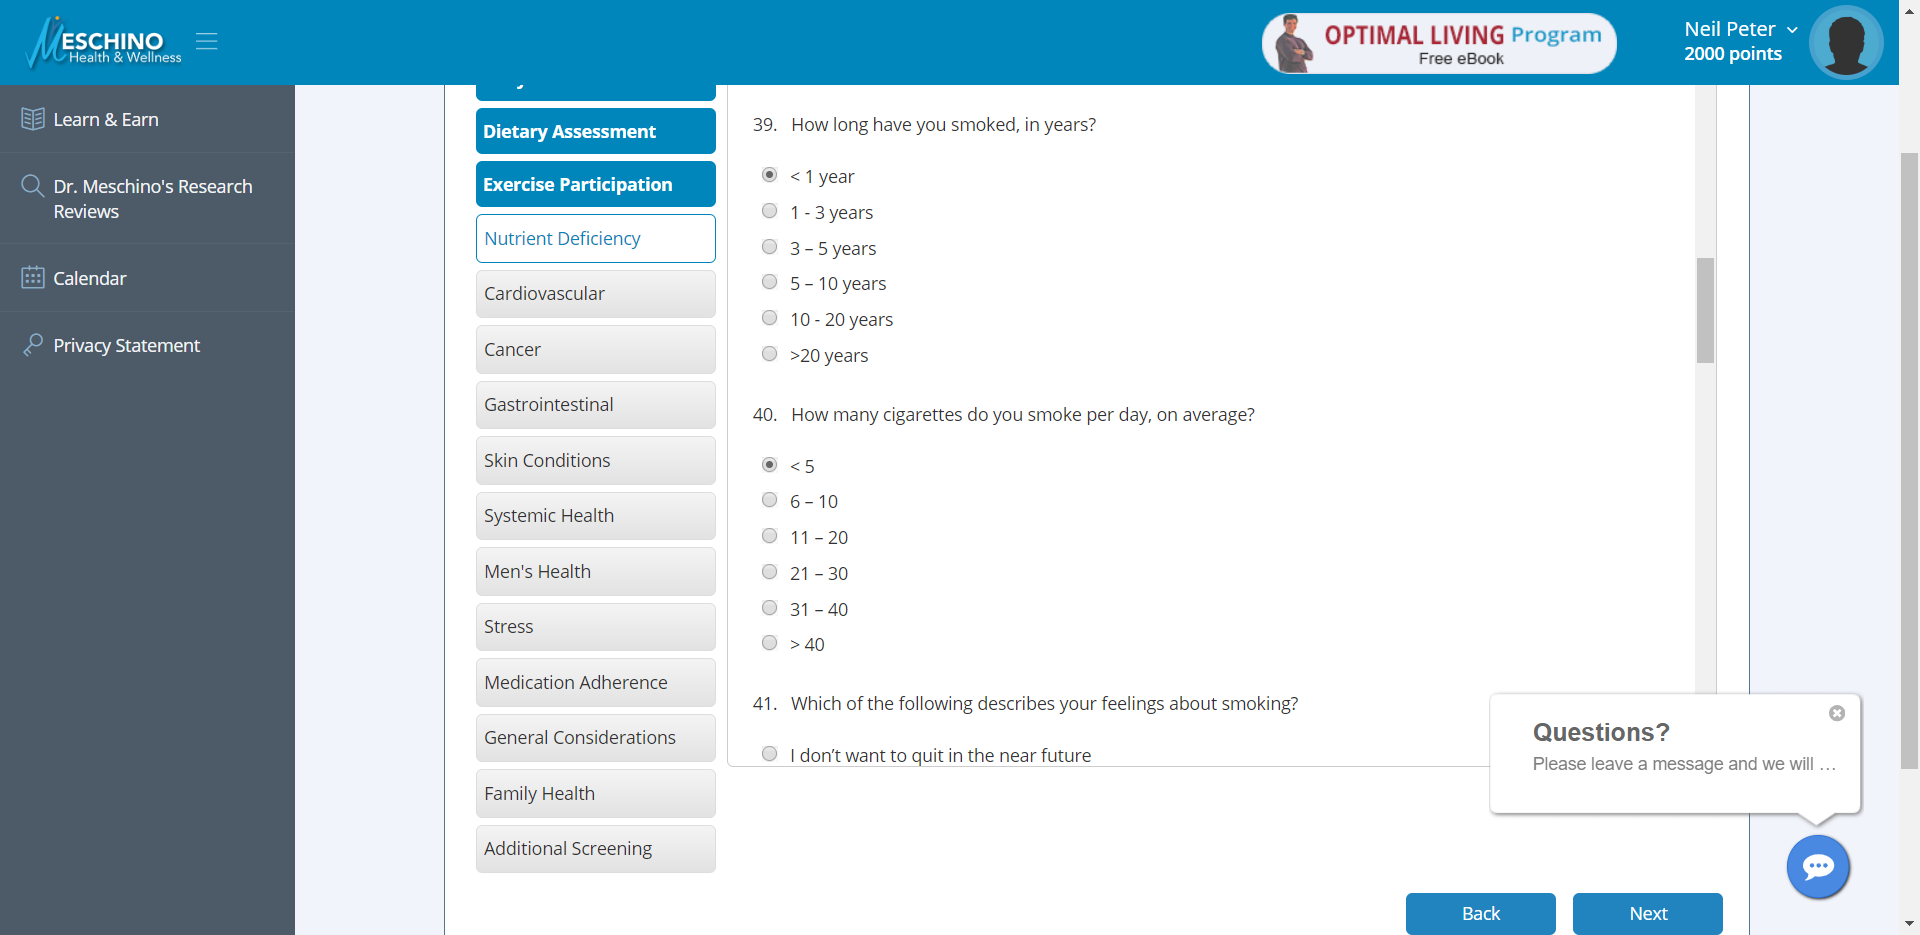 MESCHINO
Health & Wellness
OPTIMAL LIVING Program
Free eBook
Neil Peter
2000 points
Learn & Earn
Dr. Meschino's Research
Reviews
Calendar
Privacy Statement
Dietary Assessment
Exercise Participation
Nutrient Deficiency
Cardiovascular
Cancer
Gastrointestinal
Skin Conditions
Systemic Health
Men's Health
Stress
Medication Adherence
General Considerations
Family Health
Additional Screening
39. How long have you smoked, in years?
< 1 year
1 - 3 years
3 – 5 years
5 – 10 years
10 - 20 years
>20 years
40. How many cigarettes do you smoke per day, on average?
< 5
6 – 10
11 – 20
21 – 30
31 – 40
> 40
41. Which of the following describes your feelings about smoking?
I don’t want to quit in the near future
Questions?
Please leave a message and we will ...
Back
Next